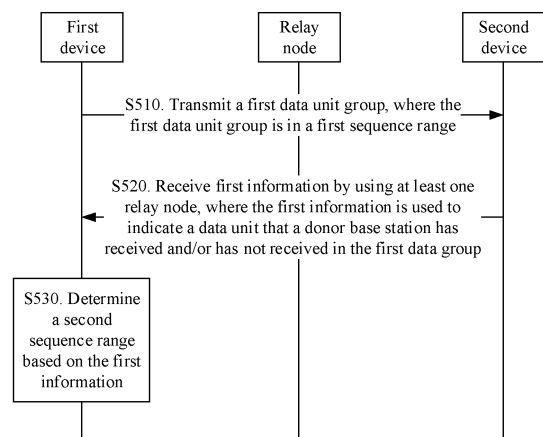 First
device
Relay
node
Second
device
S510. Transmit a first data unit group, where the
first data unit group is in a first sequence range
S520. Receive first information by using at least one
relay node, where the first information is used to
indicate a data unit that a donor base station has
received and/or has not received in the first data group
S530. Determine
a second
sequence range
based on the first
information